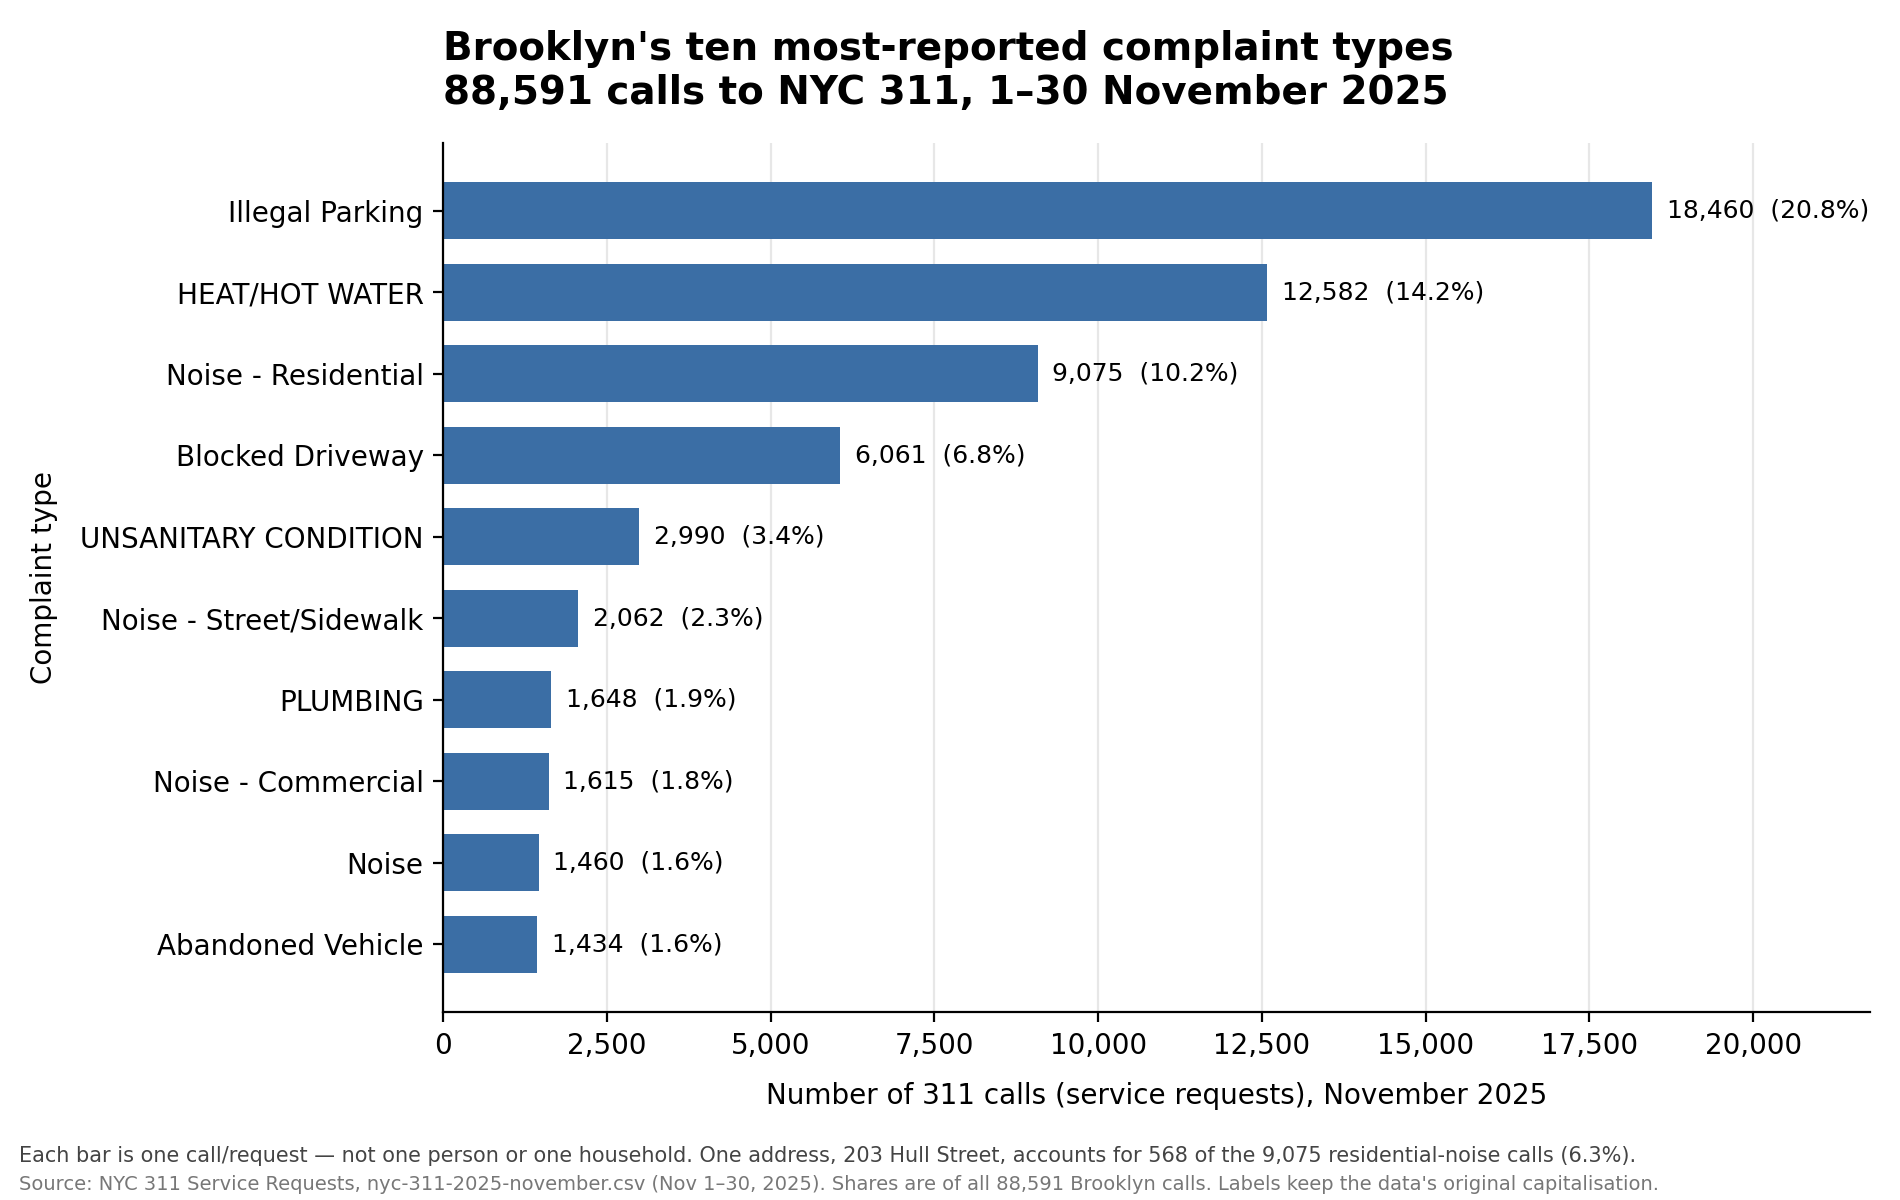 Brooklyn's ten most-reported complaint types
88,591 calls to NYC 311, 1–30 November 2025
Complaint type
Illegal Parking 18,460 (20.8%)
HEAT/HOT WATER 12,582 (14.2%)
Noise - Residential 9,075 (10.2%)
Blocked Driveway 6,061 (6.8%)
UNSANITARY CONDITION 2,990 (3.4%)
Noise - Street/Sidewalk 2,062 (2.3%)
PLUMBING 1,648 (1.9%)
Noise - Commercial 1,615 (1.8%)
Noise 1,460 (1.6%)
Abandoned Vehicle 1,434 (1.6%)
0 2,500 5,000 7,500 10,000 12,500 15,000 17,500 20,000
Number of 311 calls (service requests), November 2025
Each bar is one call/request — not one person or one household. One address, 203 Hull Street, accounts for 568 of the 9,075 residential-noise calls (6.3%).
Source: NYC 311 Service Requests, nyc-311-2025-november.csv (Nov 1–30, 2025). Shares are of all 88,591 Brooklyn calls. Labels keep the data's original capitalisation.